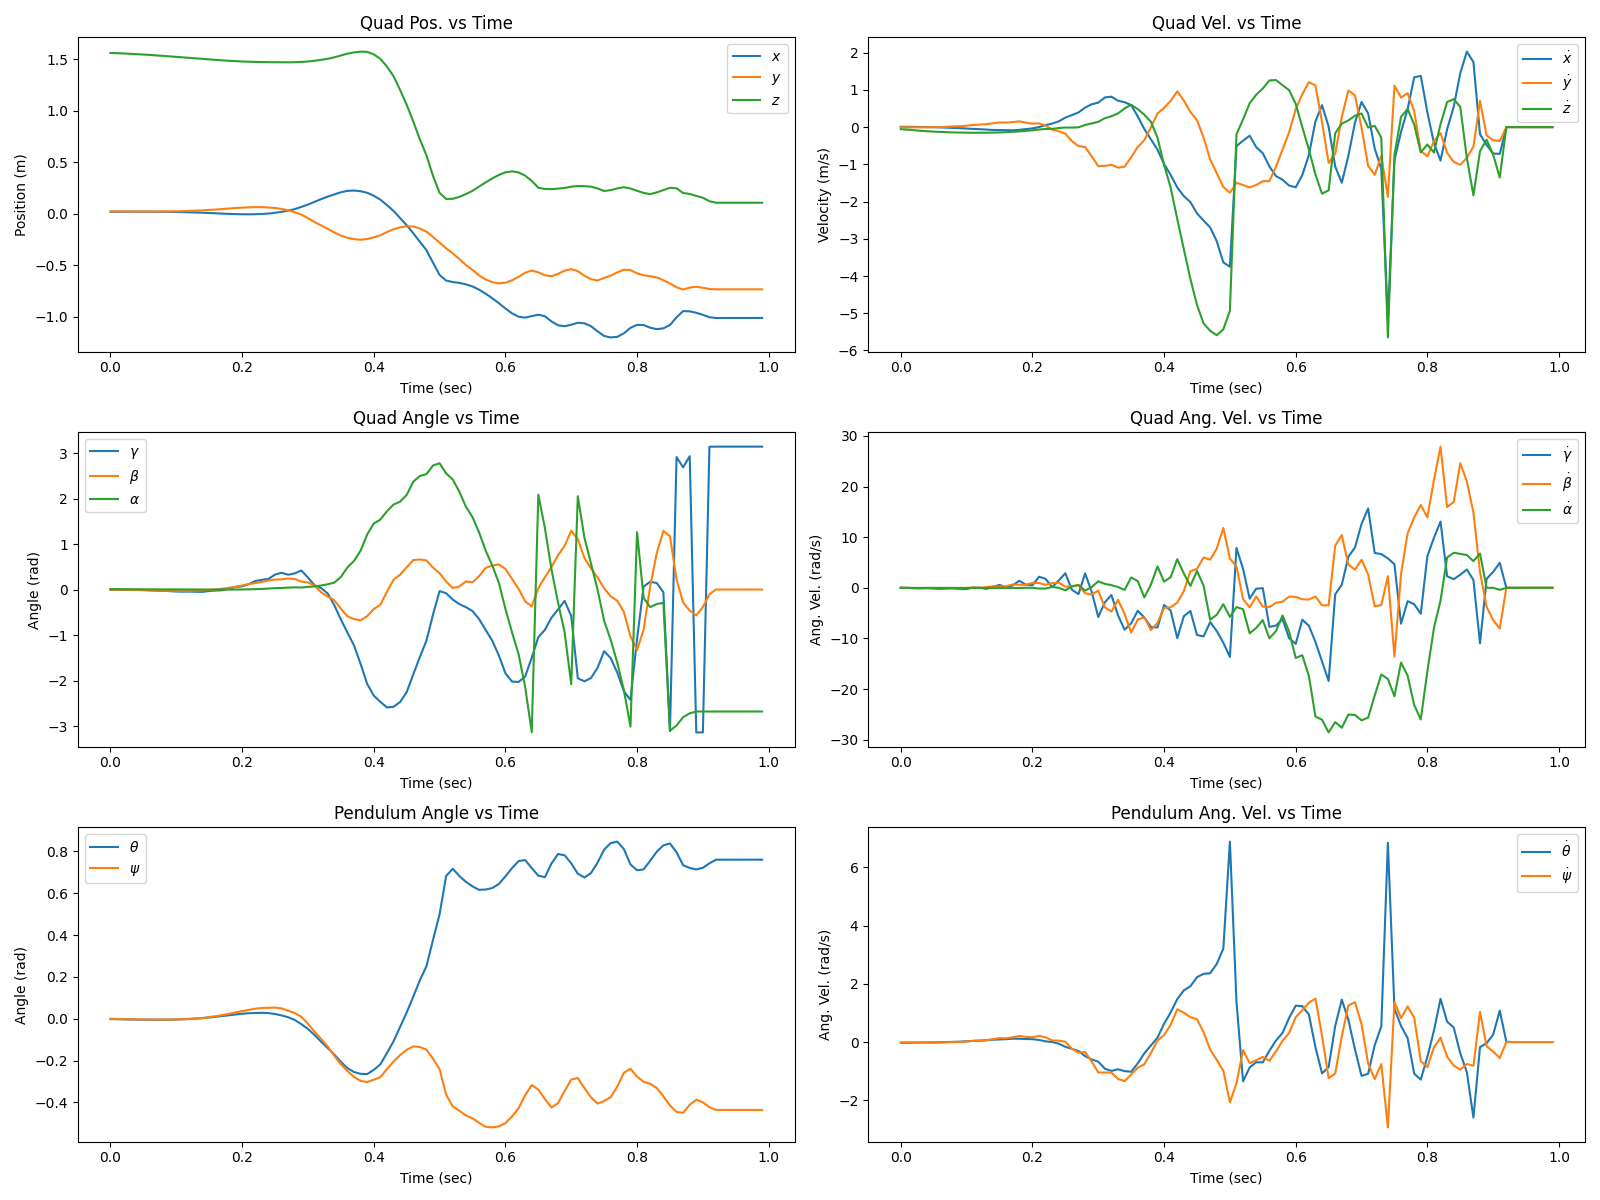 Quad Pos. vs Time
Position (m)
1.5
1.0
0.5
0.0
−0.5
−1.0
x
y
z
0.0 0.2 0.4 0.6 0.8 1.0
Time (sec)
Quad Vel. vs Time
Velocity (m/s)
2
1
0
−1
−2
−3
−4
−5
−6
ẋ
ẏ
ż
0.0 0.2 0.4 0.6 0.8 1.0
Time (sec)
Quad Angle vs Time
Angle (rad)
3
2
1
0
−1
−2
−3
γ
β
α
0.0 0.2 0.4 0.6 0.8 1.0
Time (sec)
Quad Ang. Vel. vs Time
Ang. Vel. (rad/s)
30
20
10
0
−10
−20
−30
γ̇
β̇
α̇
0.0 0.2 0.4 0.6 0.8 1.0
Time (sec)
Pendulum Angle vs Time
Angle (rad)
0.8
0.6
0.4
0.2
0.0
−0.2
−0.4
θ
ψ
0.0 0.2 0.4 0.6 0.8 1.0
Time (sec)
Pendulum Ang. Vel. vs Time
Ang. Vel. (rad/s)
6
4
2
0
−2
θ̇
ψ̇
0.0 0.2 0.4 0.6 0.8 1.0
Time (sec)